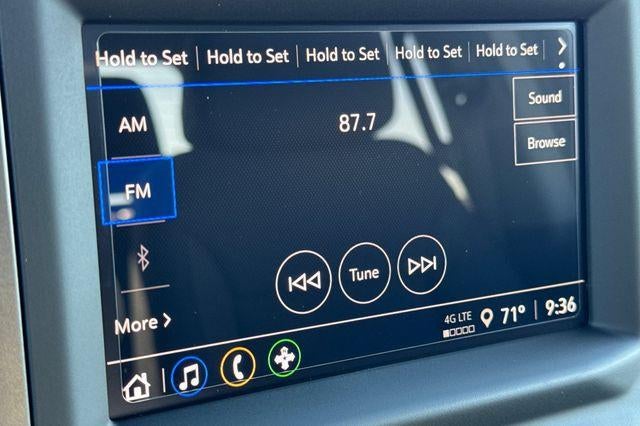 Hold to Set Hold to Set Hold to Set Hold to Set Hold to Set
AM
87.7
Sound
Browse
FM
Tune
More
4G LTE
71°
9:36